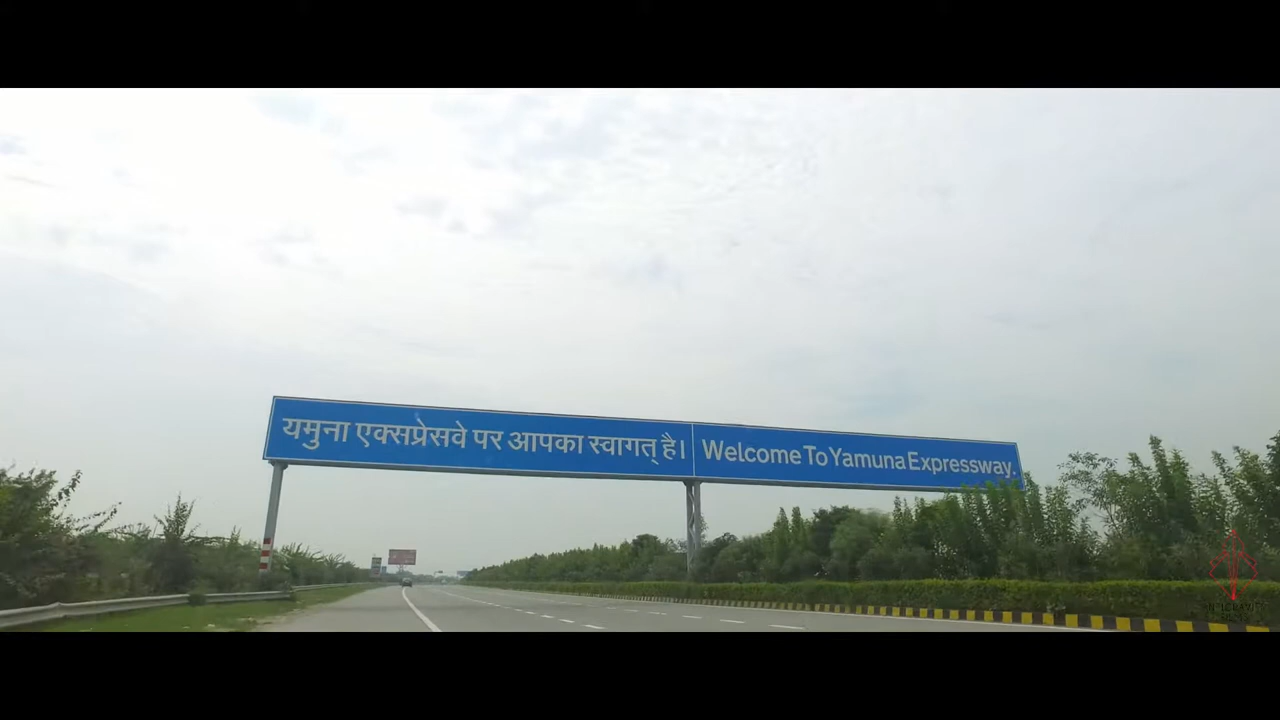 यमुना एक्सप्रेसवे पर आपका स्वागत् है।
Welcome To Yamuna Expressway.